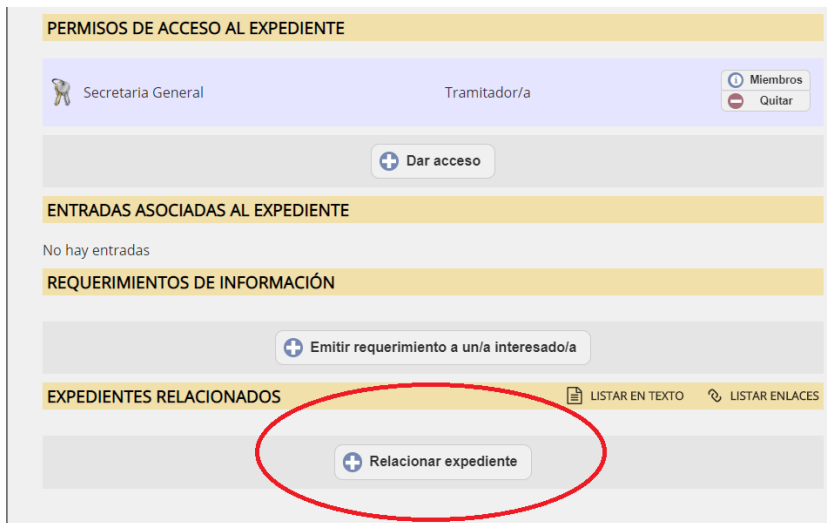 PERMISOS DE ACCESO AL EXPEDIENTE
Secretaria General Tramitador/a Miembros
Quitar
Dar acceso
ENTRADAS ASOCIADAS AL EXPEDIENTE
No hay entradas
REQUERIMIENTOS DE INFORMACIÓN
Emitir requerimiento a un/a interesado/a
EXPEDIENTES RELACIONADOS LISTAR EN TEXTO LISTAR ENLACES
Relacionar expediente